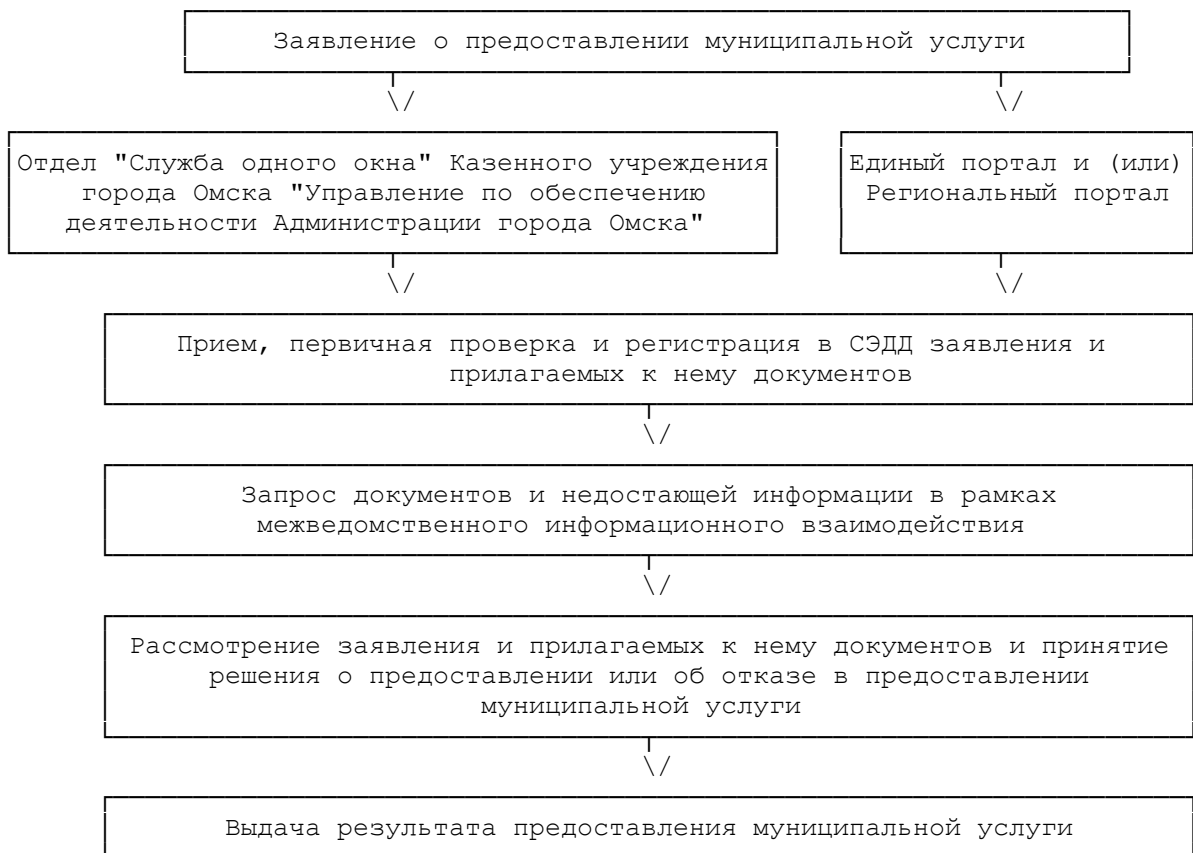 Заявление о предоставлении муниципальной услуги
Отдел "Служба одного окна" Казенного учреждения
города Омска "Управление по обеспечению
деятельности Администрации города Омска"
Единый портал и (или)
Региональный портал
Прием, первичная проверка и регистрация в СЭДД заявления и
прилагаемых к нему документов
Запрос документов и недостающей информации в рамках
межведомственного информационного взаимодействия
Рассмотрение заявления и прилагаемых к нему документов и принятие
решения о предоставлении или об отказе в предоставлении
муниципальной услуги
Выдача результата предоставления муниципальной услуги